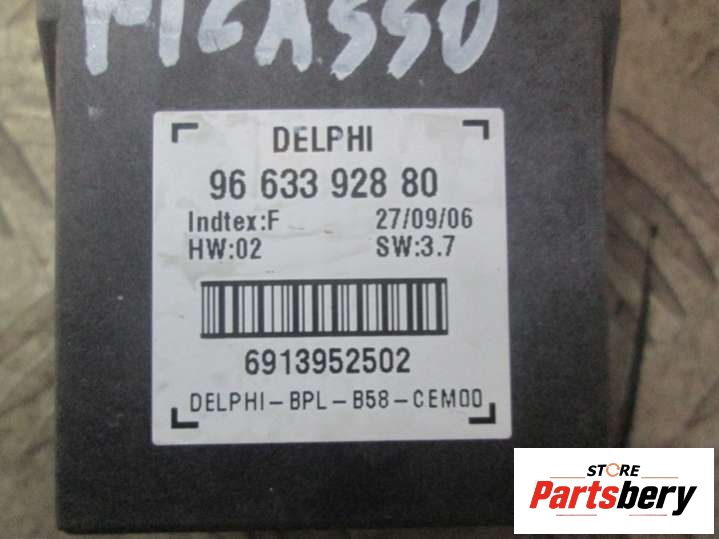 PICASSO
DELPHI
96 633 928 80
Indtex:F 27/09/06
HW:02 SW:3.7
6913952502
DELPHI-BPL-B58-CEM00
STORE
Partsbery